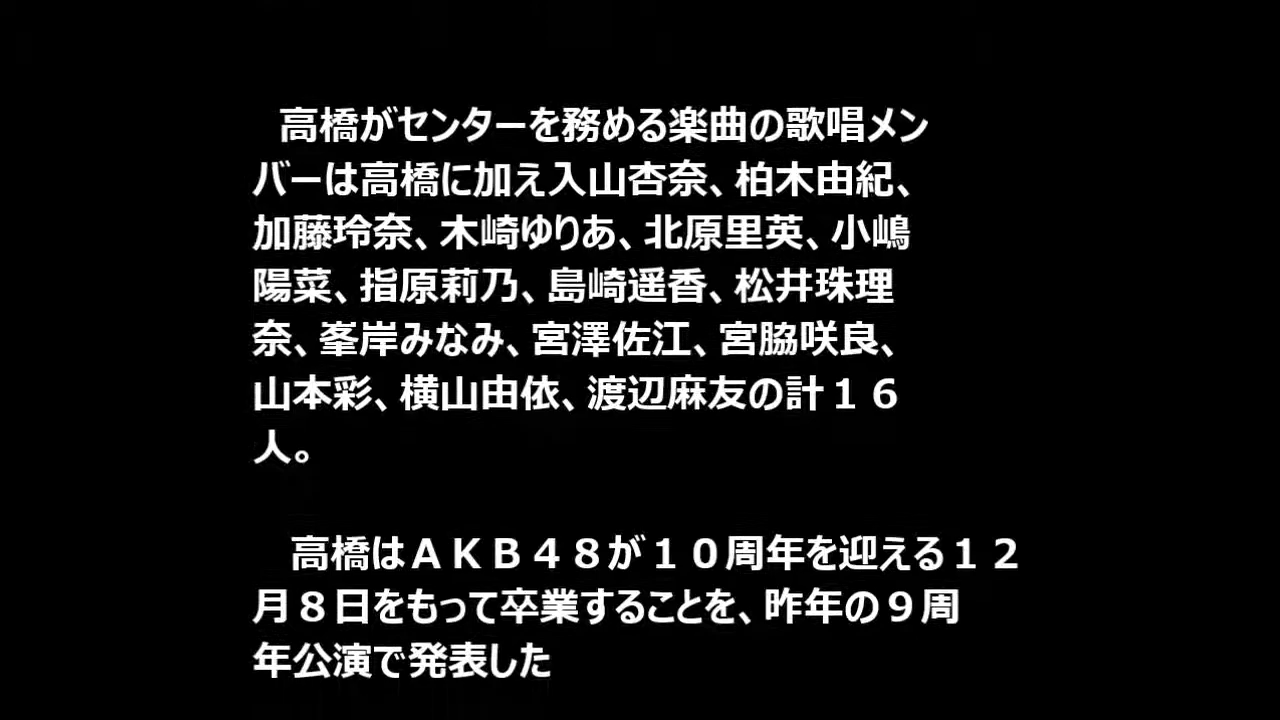 高橋がセンターを務める楽曲の歌唱メン
バーは高橋に加え入山杏奈、柏木由紀、
加藤玲奈、木﨑ゆりあ、北原里英、小嶋
陽菜、指原莉乃、島崎遥香、松井珠理
奈、峯岸みなみ、宮澤佐江、宮脇咲良、
山本彩、横山由依、渡辺麻友の計１６
人。
高橋はＡＫＢ４８が１０周年を迎える１２
月８日をもって卒業することを、昨年の９周
年公演で発表した